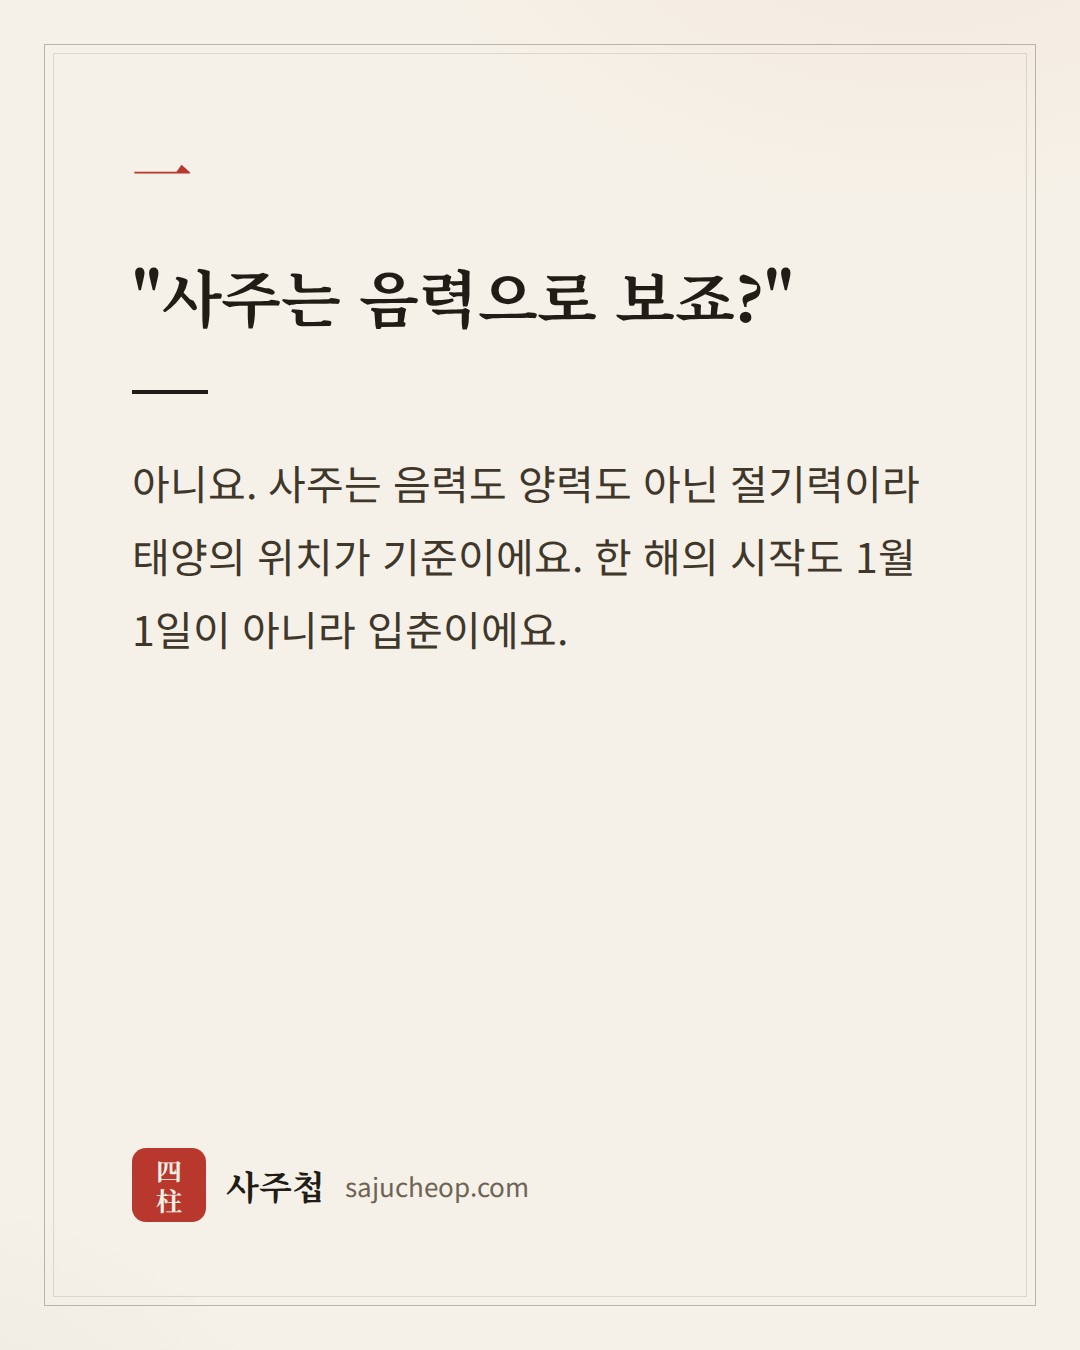 一
"사주는 음력으로 보죠?"
아니요. 사주는 음력도 양력도 아닌 절기력이라
태양의 위치가 기준이에요. 한 해의 시작도 1월
1일이 아니라 입춘이에요.
四
柱
사주첩 sajucheop.com